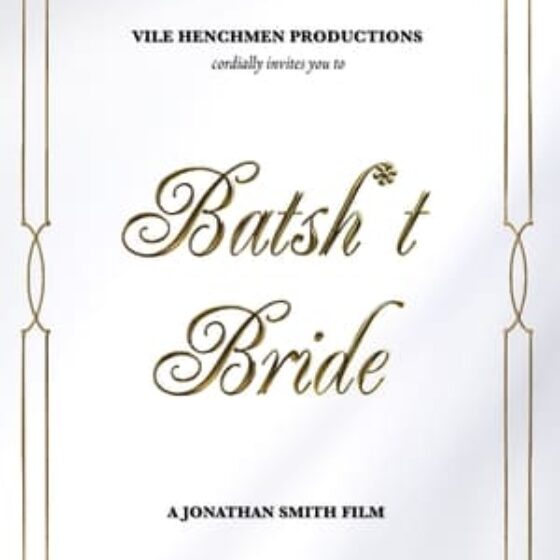 VILE HENCHMEN PRODUCTIONS
cordially invites you to
Batsh*t
Bride
A JONATHAN SMITH FILM